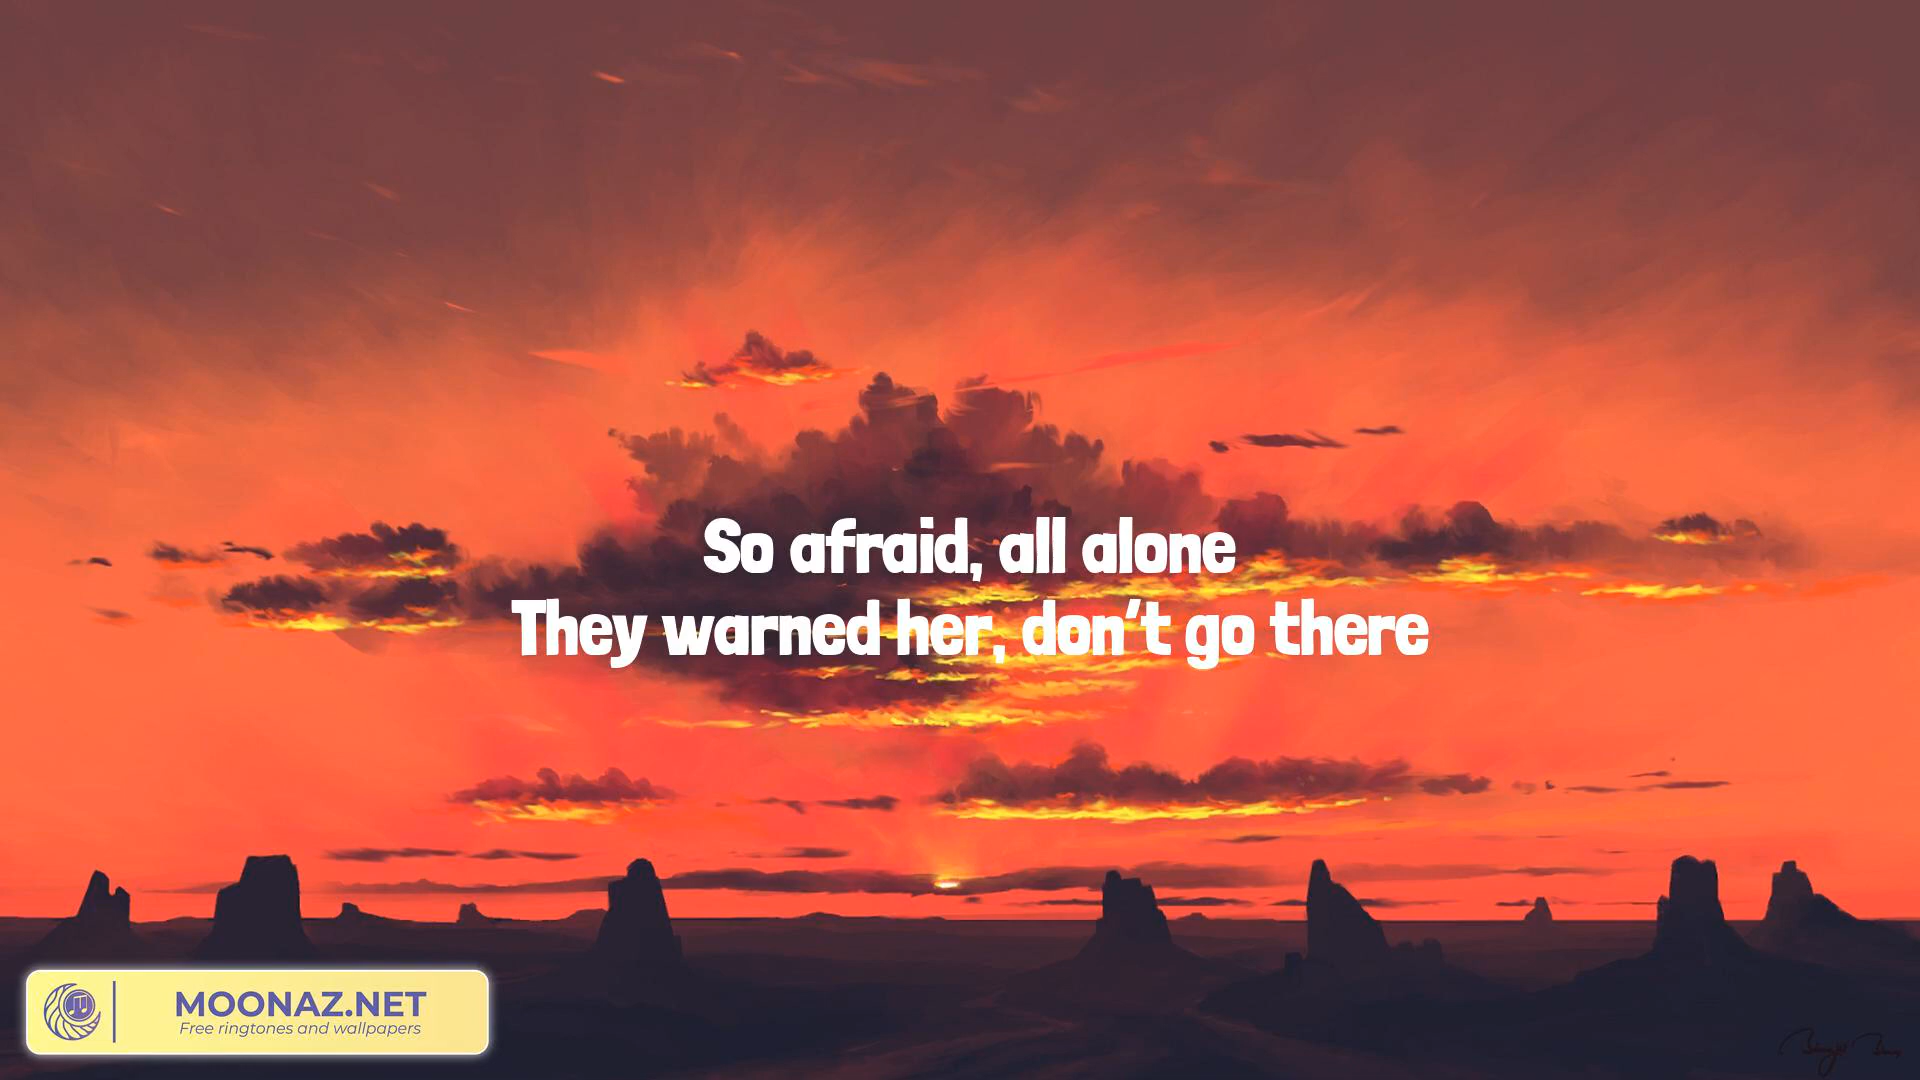 So afraid, all alone
They warned her, don't go there
MOONAZ.NET
Free ringtones and wallpapers